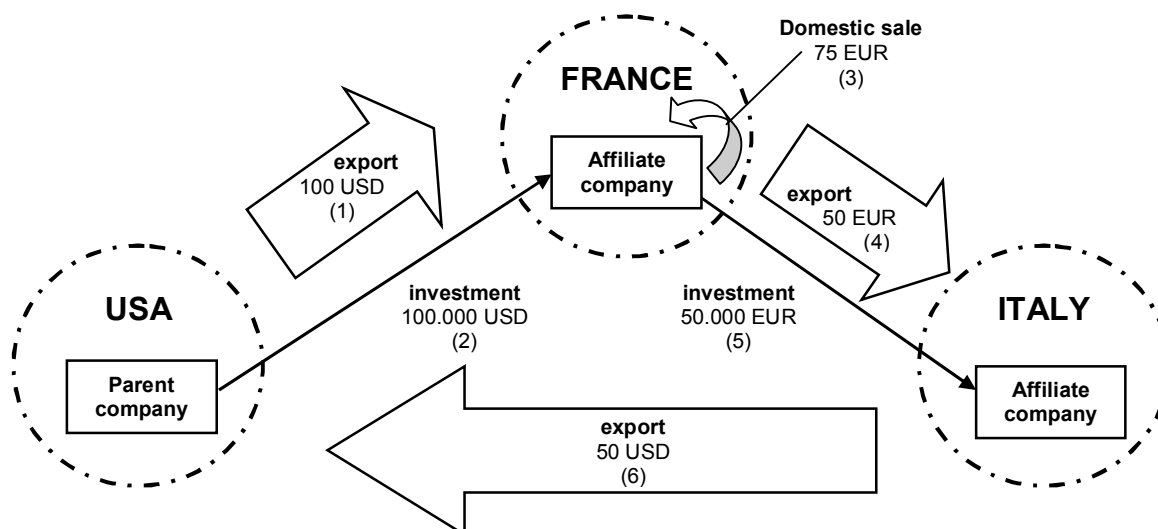 Domestic sale
75 EUR
(3)
FRANCE
Affiliate
company
export
100 USD
(1)
export
50 EUR
(4)
USA
Parent
company
investment
100.000 USD
(2)
investment
50.000 EUR
(5)
ITALY
Affiliate
company
export
50 USD
(6)